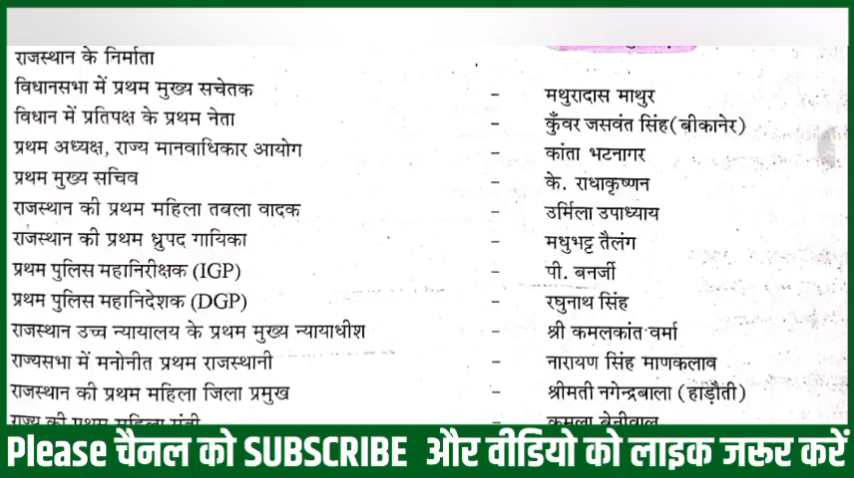 राजस्थान के निर्माता
विधानसभा में प्रथम मुख्य सचेतक - मथुरादास माथुर
विधान में प्रतिपक्ष के प्रथम नेता - कुँवर जसवंत सिंह(बीकानेर)
प्रथम अध्यक्ष, राज्य मानवाधिकार आयोग - कांता भटनागर
प्रथम मुख्य सचिव - के. राधाकृष्णन
राजस्थान की प्रथम महिला तबला वादक - उर्मिला उपाध्याय
राजस्थान की प्रथम ध्रुपद गायिका - मधुभट्ट तैलंग
प्रथम पुलिस महानिरीक्षक (IGP) - पी. बनर्जी
प्रथम पुलिस महानिदेशक (DGP) - रघुनाथ सिंह
राजस्थान उच्च न्यायालय के प्रथम मुख्य न्यायाधीश - श्री कमलकांत वर्मा
राज्यसभा में मनोनीत प्रथम राजस्थानी - नारायण सिंह माणकलाव
राजस्थान की प्रथम महिला जिला प्रमुख - श्रीमती नगेन्द्रबाला (हाड़ौती)
राज्य की प्रथम महिला मंत्री - कमला बेनीवाल
Please चैनल को SUBSCRIBE और वीडियो को लाइक जरूर करें